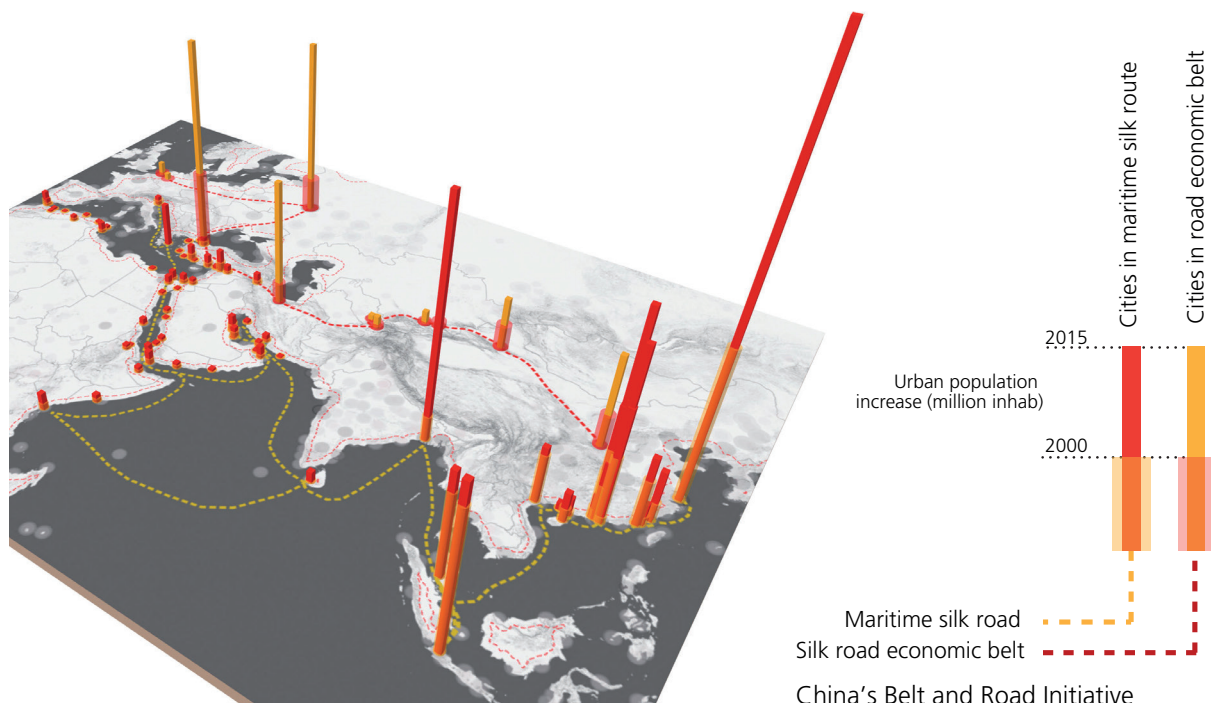 Cities in maritime silk route
Cities in road economic belt
2015
Urban population
increase (million inhab)
2000
Maritime silk road
Silk road economic belt
China's Belt and Road Initiative